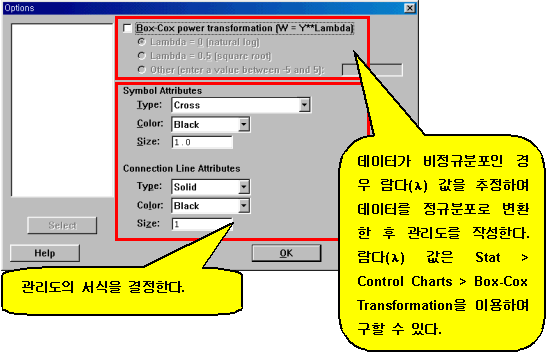 Options
Box-Cox power transformation (W = Y**Lambda)
Lambda = 0 (natural log)
Lambda = 0.5 (square root)
Other (enter a value between -5 and 5):
Symbol Attributes
Type: Cross
Color: Black
Size: 1.0
Connection Line Attributes
Type: Solid
Color: Black
Size: 1
Select
Help
OK
관리도의 서식을 결정한다.
데이터가 비정규분포인 경
우 람다(λ) 값을 추정하여
데이터를 정규분포로 변환
한 후 관리도를 작성한다.
람다(λ) 값은 Stat >
Control Charts > Box-Cox
Transformation을 이용하여
구할 수 있다.